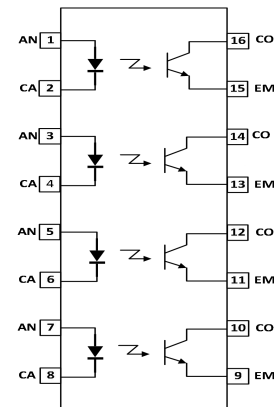 AN 1 16 CO
CA 2 15 EM
AN 3 14 CO
CA 4 13 EM
AN 5 12 CO
CA 6 11 EM
AN 7 10 CO
CA 8 9 EM